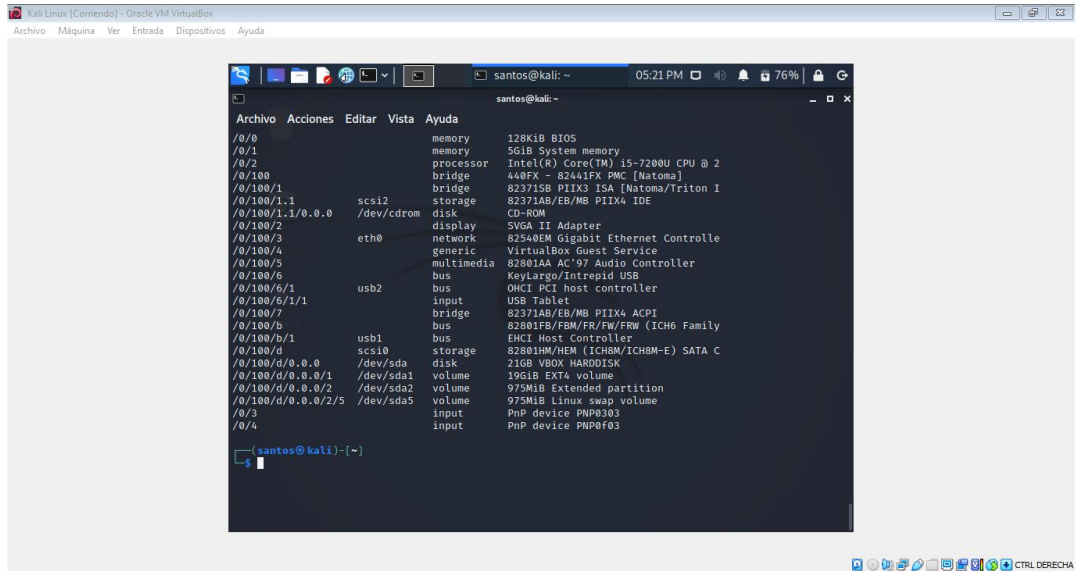 Kali Linux [Corriendo] - Oracle VM VirtualBox
Archivo Máquina Ver Entrada Dispositivos Ayuda
santos@kali: ~ 05:21 PM 76%
santos@kali: ~
Archivo Acciones Editar Vista Ayuda
/0/0 memory 128KiB BIOS
/0/1 memory 5GiB System memory
/0/2 processor Intel(R) Core(TM) i5-7200U CPU @ 2
/0/100 bridge 440FX - 82441FX PMC [Natoma]
/0/100/1 bridge 82371SB PIIX3 ISA [Natoma/Triton I
/0/100/1.1 scsi2 storage 82371AB/EB/MB PIIX4 IDE
/0/100/1.1/0.0.0 /dev/cdrom disk CD-ROM
/0/100/2 display SVGA II Adapter
/0/100/3 eth0 network 82540EM Gigabit Ethernet Controlle
/0/100/4 generic VirtualBox Guest Service
/0/100/5 multimedia 82801AA AC'97 Audio Controller
/0/100/6 bus KeyLargo/Intrepid USB
/0/100/6/1 usb2 bus OHCI PCI host controller
/0/100/6/1/1 input USB Tablet
/0/100/7 bridge 82371AB/EB/MB PIIX4 ACPI
/0/100/b bus 82801FB/FBM/FR/FW/FRW (ICH6 Family
/0/100/b/1 usb1 bus EHCI Host Controller
/0/100/d scsi0 storage 82801HM/HEM (ICH8M/ICH8M-E) SATA C
/0/100/d/0.0.0 /dev/sda disk 21GB VBOX HARDDISK
/0/100/d/0.0.0/1 /dev/sda1 volume 19GiB EXT4 volume
/0/100/d/0.0.0/2 /dev/sda2 volume 975MiB Extended partition
/0/100/d/0.0.0/2/5 /dev/sda5 volume 975MiB Linux swap volume
/0/3 input PnP device PNP0303
/0/4 input PnP device PNP0f03
┌──(santos㉿kali)-[~]
└─$
CTRL DERECHA